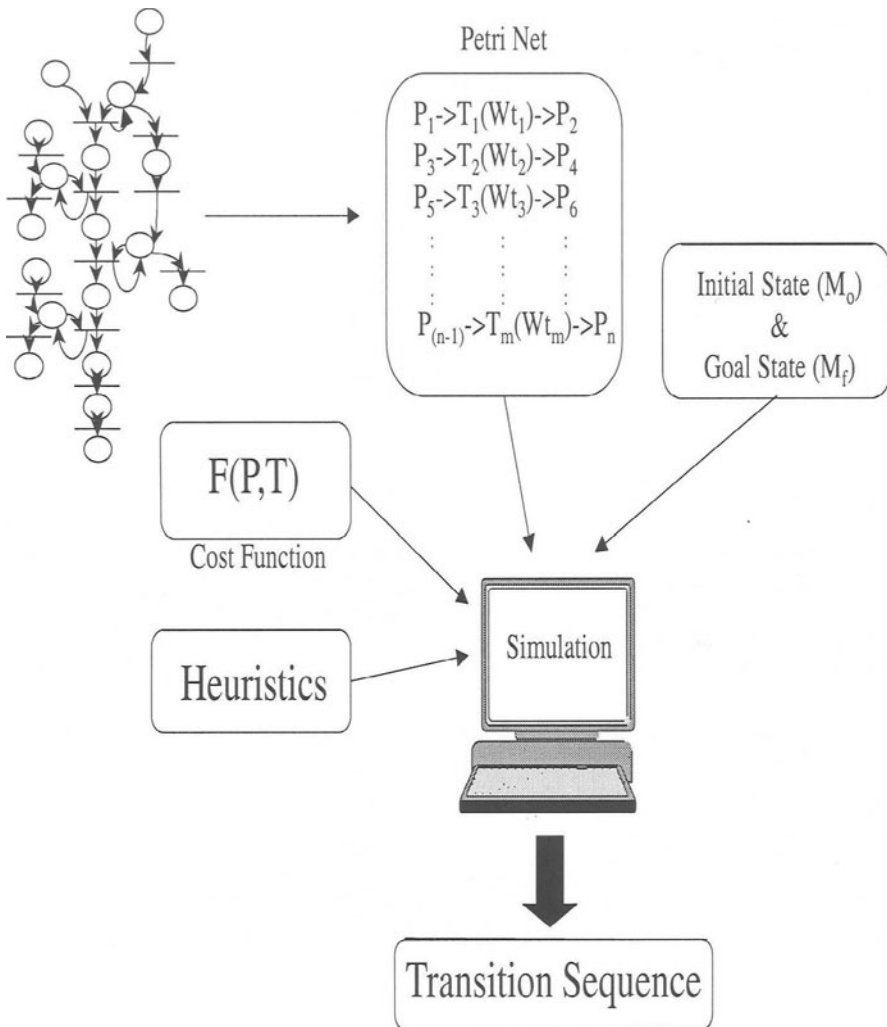 Petri Net
P₁->T₁(Wt₁)->P₂
P₃->T₂(Wt₂)->P₄
P₅->T₃(Wt₃)->P₆
: : :
: : :
P₍ₙ₋₁₎->Tₘ(Wtₘ)->Pₙ
Initial State (Mₒ)
&
Goal State (M_f)
F(P,T)
Cost Function
Heuristics
Simulation
Transition Sequence